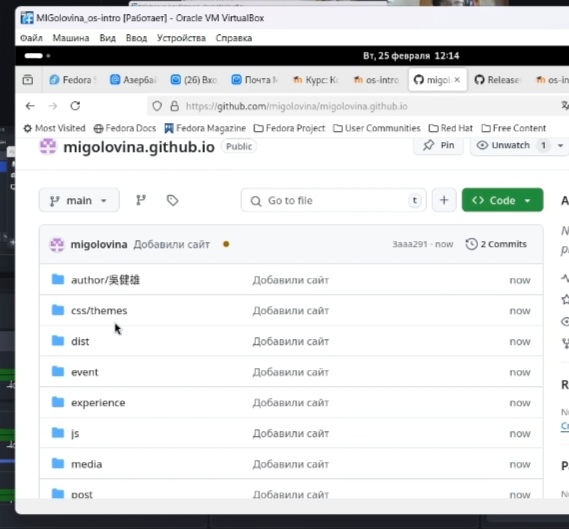 MIGolovina_os-intro [Работает] - Oracle VM VirtualBox
Файл Машина Вид Ввод Устройства Справка
Вт, 25 февраля 12:14
Fedora Азербай (26) Вхо Почта М Курс: Ко os-intro migol × Release os-in
https://github.com/migolovina/migolovina.github.io
Most Visited Fedora Docs Fedora Magazine Fedora Project User Communities Red Hat Free Content
migolovina.github.io Public Pin Unwatch 1
main Go to file t + <> Code
migolovina Добавили сайт 3aaa291 · now 2 Commits
author/吳健雄 Добавили сайт now
css/themes Добавили сайт now
dist Добавили сайт now
event Добавили сайт now
experience Добавили сайт now
js Добавили сайт now
media Добавили сайт now
post Добавили сайт now